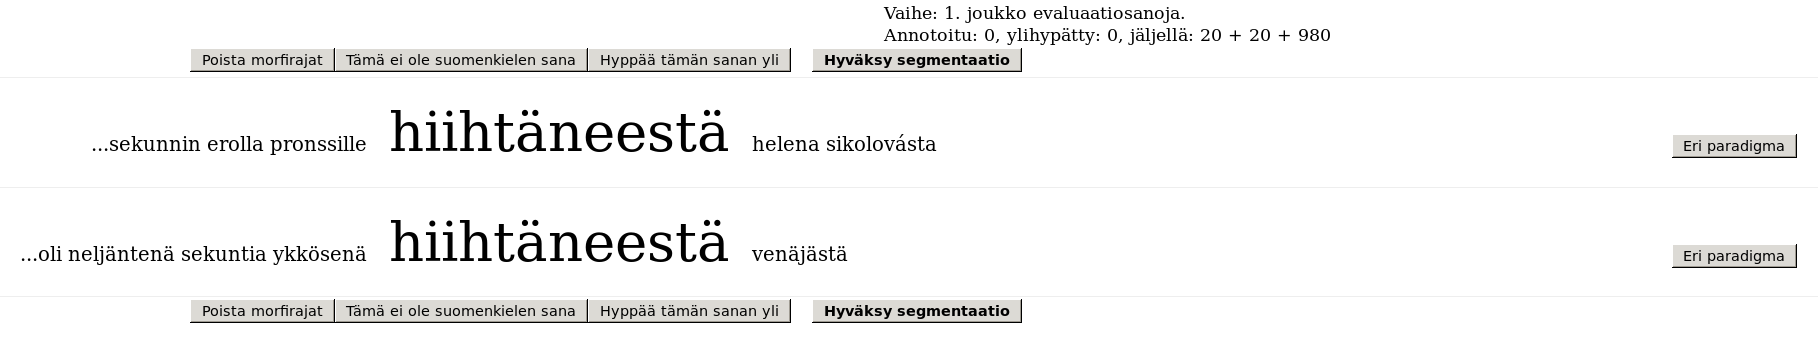 Vaihe: 1. joukko evaluaatiosanoja.
Annotoitu: 0, ylihypätty: 0, jäljellä: 20 + 20 + 980
Poista morfirajat Tämä ei ole suomenkielen sana Hyppää tämän sanan yli Hyväksy segmentaatio
...sekunnin erolla pronssille hiihtäneestä helena sikolovásta Eri paradigma
...oli neljäntenä sekuntia ykkösenä hiihtäneestä venäjästä Eri paradigma
Poista morfirajat Tämä ei ole suomenkielen sana Hyppää tämän sanan yli Hyväksy segmentaatio